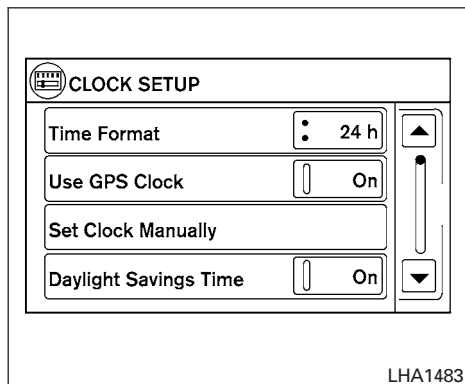 CLOCK SETUP
Time Format 24 h
Use GPS Clock On
Set Clock Manually
Daylight Savings Time On
LHA1483